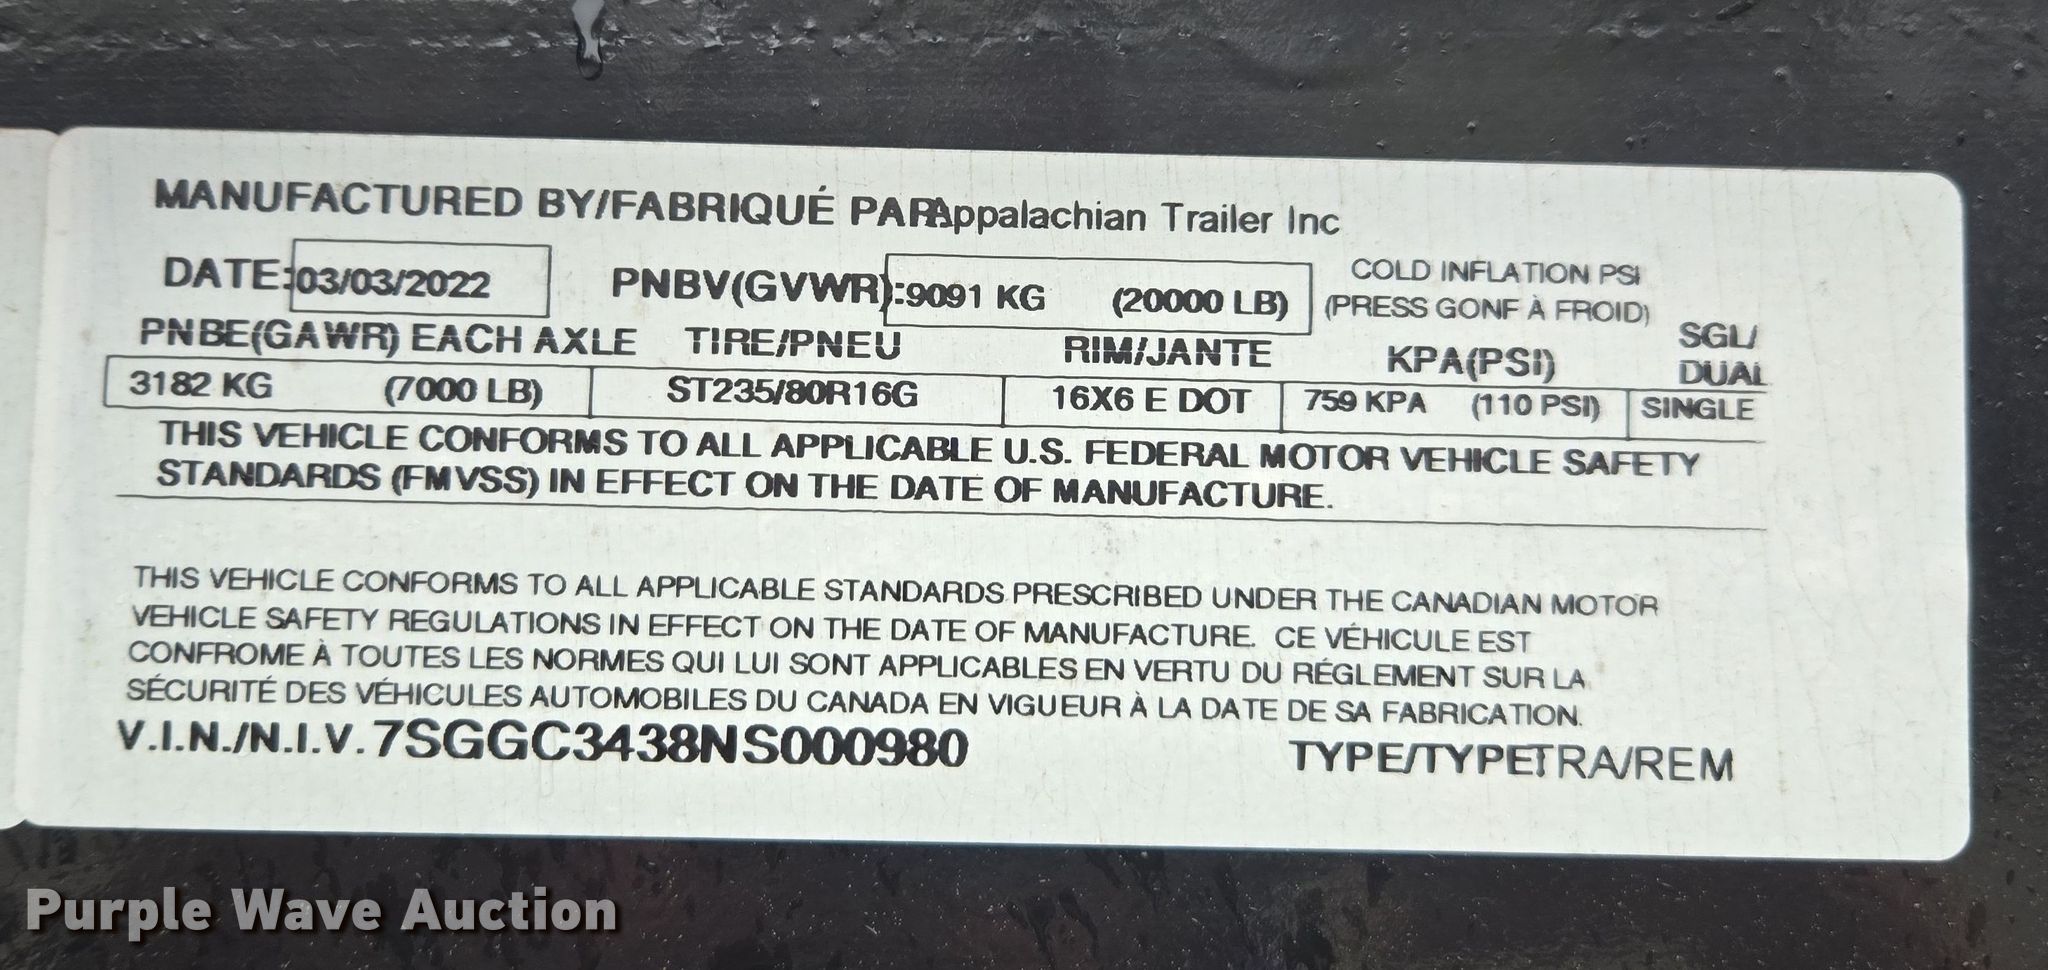 MANUFACTURED BY/FABRIQUÉ PAR Appalachian Trailer Inc
DATE: 03/03/2022 PNBV(GVWR): 9091 KG (20000 LB) COLD INFLATION PSI
(PRESS GONF À FROID)
PNBE(GAWR) EACH AXLE TIRE/PNEU RIM/JANTE KPA(PSI) SGL/
DUAL
3182 KG (7000 LB) ST235/80R16G 16X6 E DOT 759 KPA (110 PSI) SINGLE
THIS VEHICLE CONFORMS TO ALL APPLICABLE U.S. FEDERAL MOTOR VEHICLE SAFETY
STANDARDS (FMVSS) IN EFFECT ON THE DATE OF MANUFACTURE.
THIS VEHICLE CONFORMS TO ALL APPLICABLE STANDARDS PRESCRIBED UNDER THE CANADIAN MOTOR
VEHICLE SAFETY REGULATIONS IN EFFECT ON THE DATE OF MANUFACTURE. CE VÉHICULE EST
CONFROME À TOUTES LES NORMES QUI LUI SONT APPLICABLES EN VERTU DU RÉGLEMENT SUR LA
SÉCURITÉ DES VÉHICULES AUTOMOBILES DU CANADA EN VIGUEUR À LA DATE DE SA FABRICATION.
V.I.N./N.I.V. 7SGGC3438NS000980 TYPE/TYPE TRA/REM
Purple Wave Auction